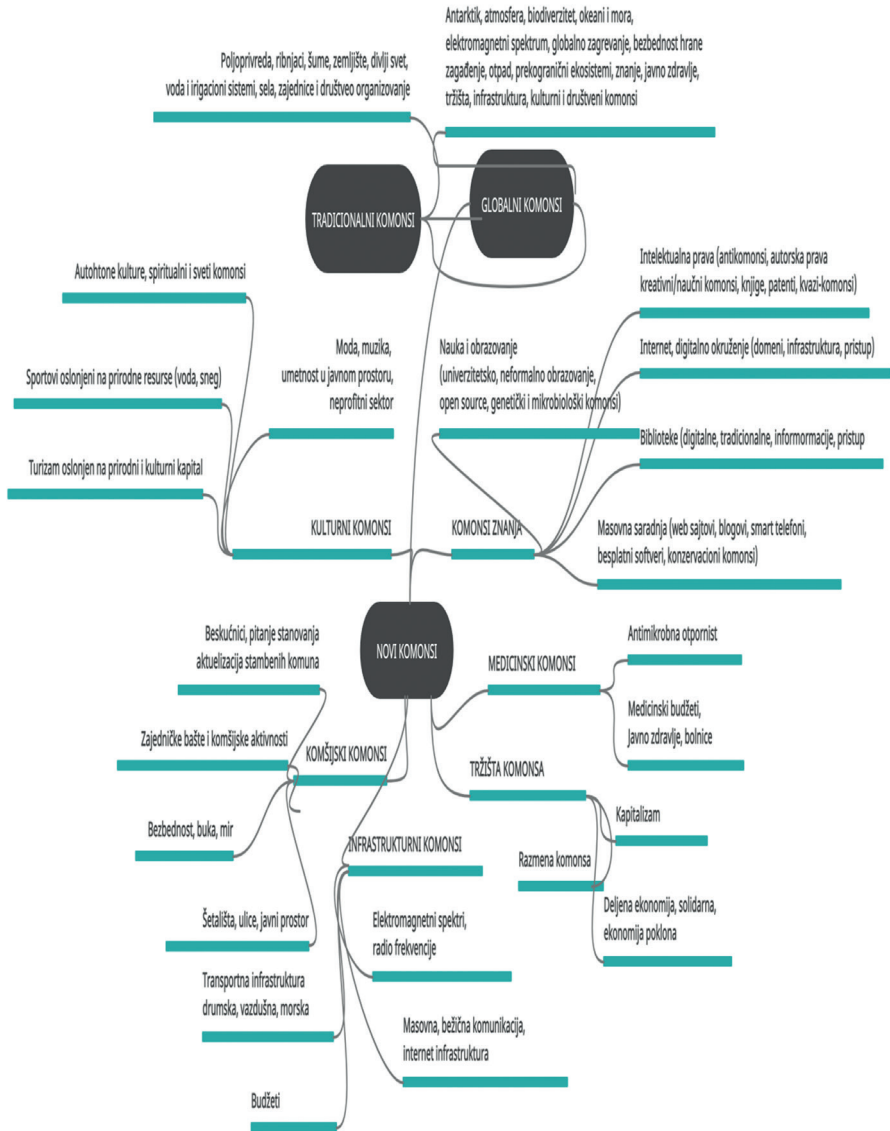 Antarktik, atmosfera, biodiverzitet, okeani i mora,
elektromagnetni spektrum, globalno zagrevanje, bezbednost hrane
zagađenje, otpad, prekogranični ekosistemi, znanje, javno zdravlje,
tržišta, infrastruktura, kulturni i društveni komonsi
Poljoprivreda, ribnjaci, šume, zemljište, divlji svet,
voda i irigacioni sistemi, sela, zajednice i društveo organizovanje
TRADICIONALNI KOMONSI
GLOBALNI KOMONSI
Autohtone kulture, spiritualni i sveti komonsi
Sportovi oslonjeni na prirodne resurse (voda, sneg)
Turizam oslonjen na prirodni i kulturni kapital
Moda, muzika,
umetnost u javnom prostoru,
neprofitni sektor
KULTURNI KOMONSI
Nauka i obrazovanje
(univerzitetsko, neformalno obrazovanje,
open source, genetički i mikrobiološki komonsi)
KOMONSI ZNANJA
Intelektualna prava (antikomonsi, autorska prava
kreativni/naučni komonsi, knjige, patenti, kvazi-komonsi)
Internet, digitalno okruženje (domeni, infrastruktura, pristup)
Biblioteke (digitalne, tradicionalne, informormacije, pristup
Masovna saradnja (web sajtovi, blogovi, smart telefoni,
besplatni softveri, konzervacioni komonsi)
NOVI KOMONSI
Beskućnici, pitanje stanovanja
aktuelizacija stambenih komuna
Zajedničke bašte i komšijske aktivnosti
KOMŠIJSKI KOMONSI
Bezbednost, buka, mir
Šetališta, ulice, javni prostor
MEDICINSKI KOMONSI
Antimikrobna otpornist
Medicinski budžeti,
Javno zdravlje, bolnice
TRŽIŠTA KOMONSA
Kapitalizam
Razmena komonsa
Deljena ekonomija, solidarna,
ekonomija poklona
INFRASTRUKTURNI KOMONSI
Elektromagnetni spektri,
radio frekvencije
Transportna infrastruktura
drumska, vazdušna, morska
Masovna, bežična komunikacija,
internet infrastruktura
Budžeti